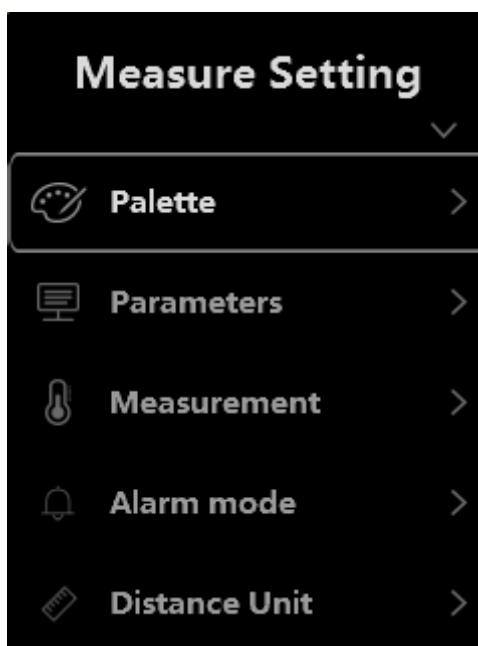 Measure Setting
Palette
Parameters
Measurement
Alarm mode
Distance Unit